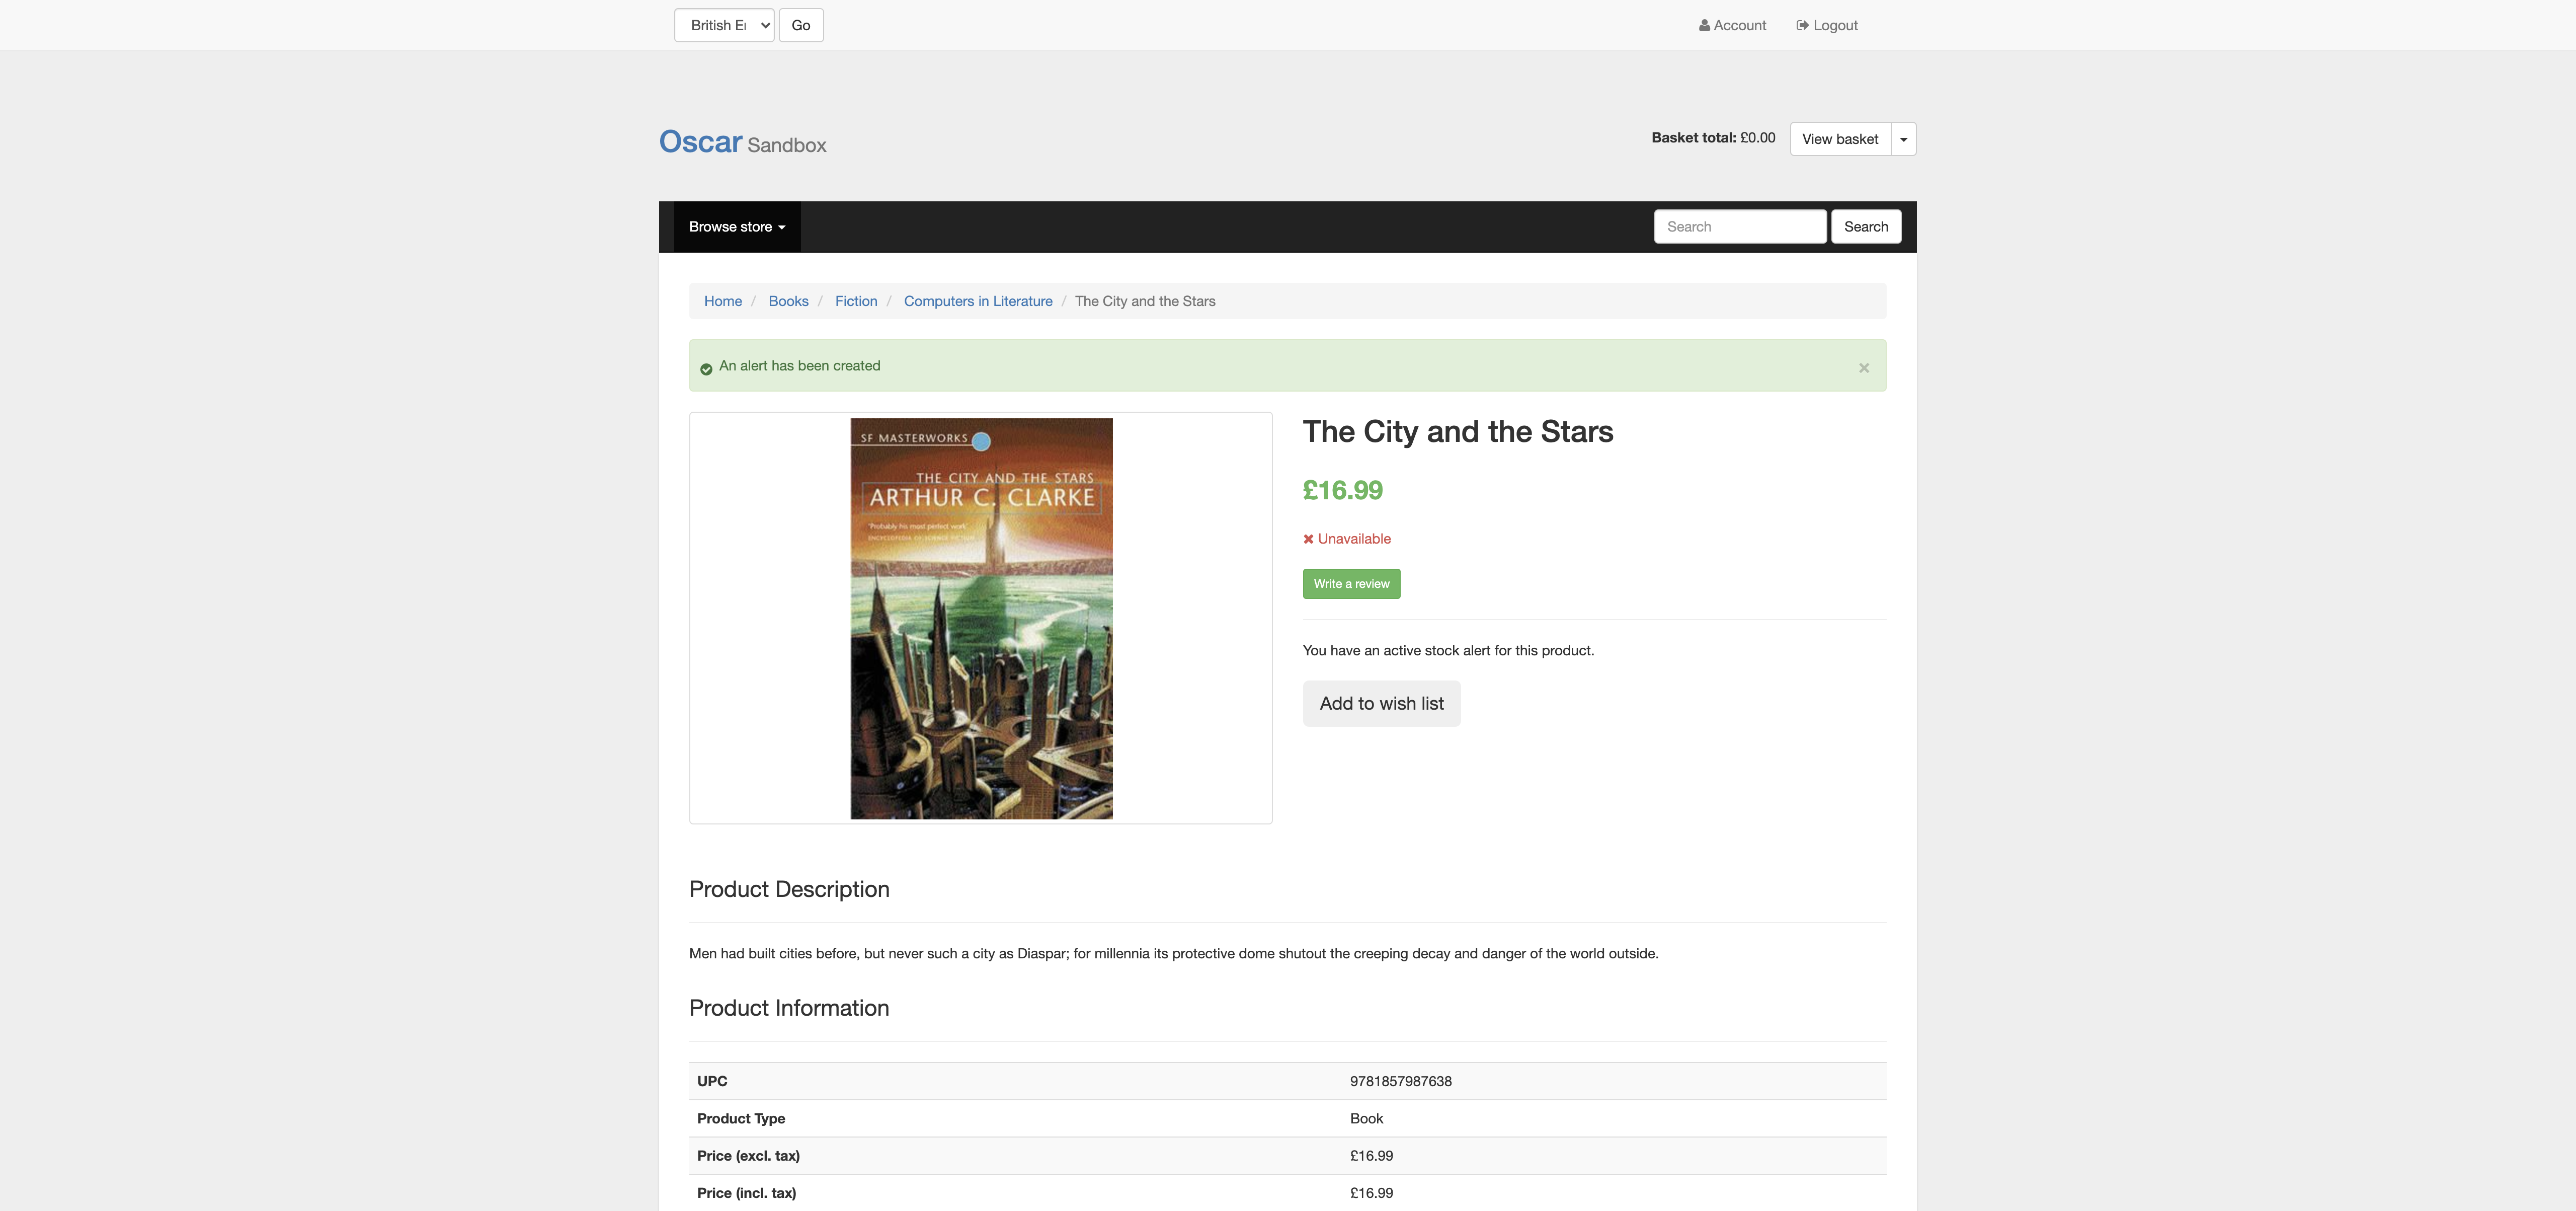 British En
Go
Account
Logout
Oscar Sandbox
Basket total: £0.00
View basket
Browse store
Search
Search
Home / Books / Fiction / Computers in Literature / The City and the Stars
An alert has been created
×
SF MASTERWORKS
THE CITY AND THE STARS
ARTHUR C. CLARKE
'Probably his most perfect work'
ENCYCLOPEDIA OF SCIENCE FICTION
The City and the Stars
£16.99
Unavailable
Write a review
You have an active stock alert for this product.
Add to wish list
Product Description
Men had built cities before, but never such a city as Diaspar; for millennia its protective dome shutout the creeping decay and danger of the world outside.
Product Information
UPC 9781857987638
Product Type Book
Price (excl. tax) £16.99
Price (incl. tax) £16.99